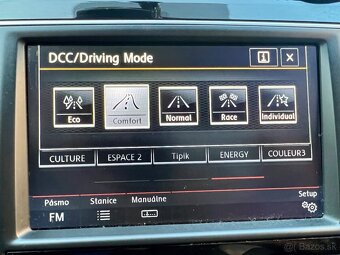 DCC/Driving Mode
Eco
Comfort
Normal
Race
Individual
CULTURE ESPACE 2 Tipik ENERGY COULEUR3
Pásmo Stanice Manuálne Setup
FM
Bazos.sk